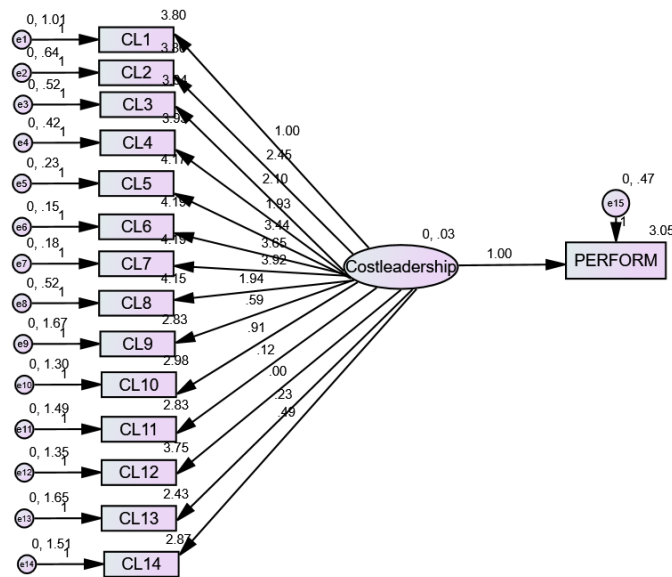 0, 1.01
1
e1
CL1
3.80
0, .64
1
e2
CL2
0, .52
1
e3
CL3
0, .42
1
e4
CL4
0, .23
1
e5
CL5
4.17
0, .15
1
e6
CL6
4.19
0, .18
1
e7
CL7
4.19
0, .52
1
e8
CL8
4.15
0, 1.67
1
e9
CL9
2.83
0, 1.30
1
e10
CL10
2.98
0, 1.49
1
e11
CL11
2.83
0, 1.35
1
e12
CL12
3.75
0, 1.65
1
e13
CL13
2.43
0, 1.51
1
e14
CL14
2.87
1.00
2.45
2.10
1.93
3.44
3.65
3.92
1.94
.59
.91
.12
.00
.23
.49
0, .03
Costleadership
1.00
0, .47
e15
1
3.05
PERFORM